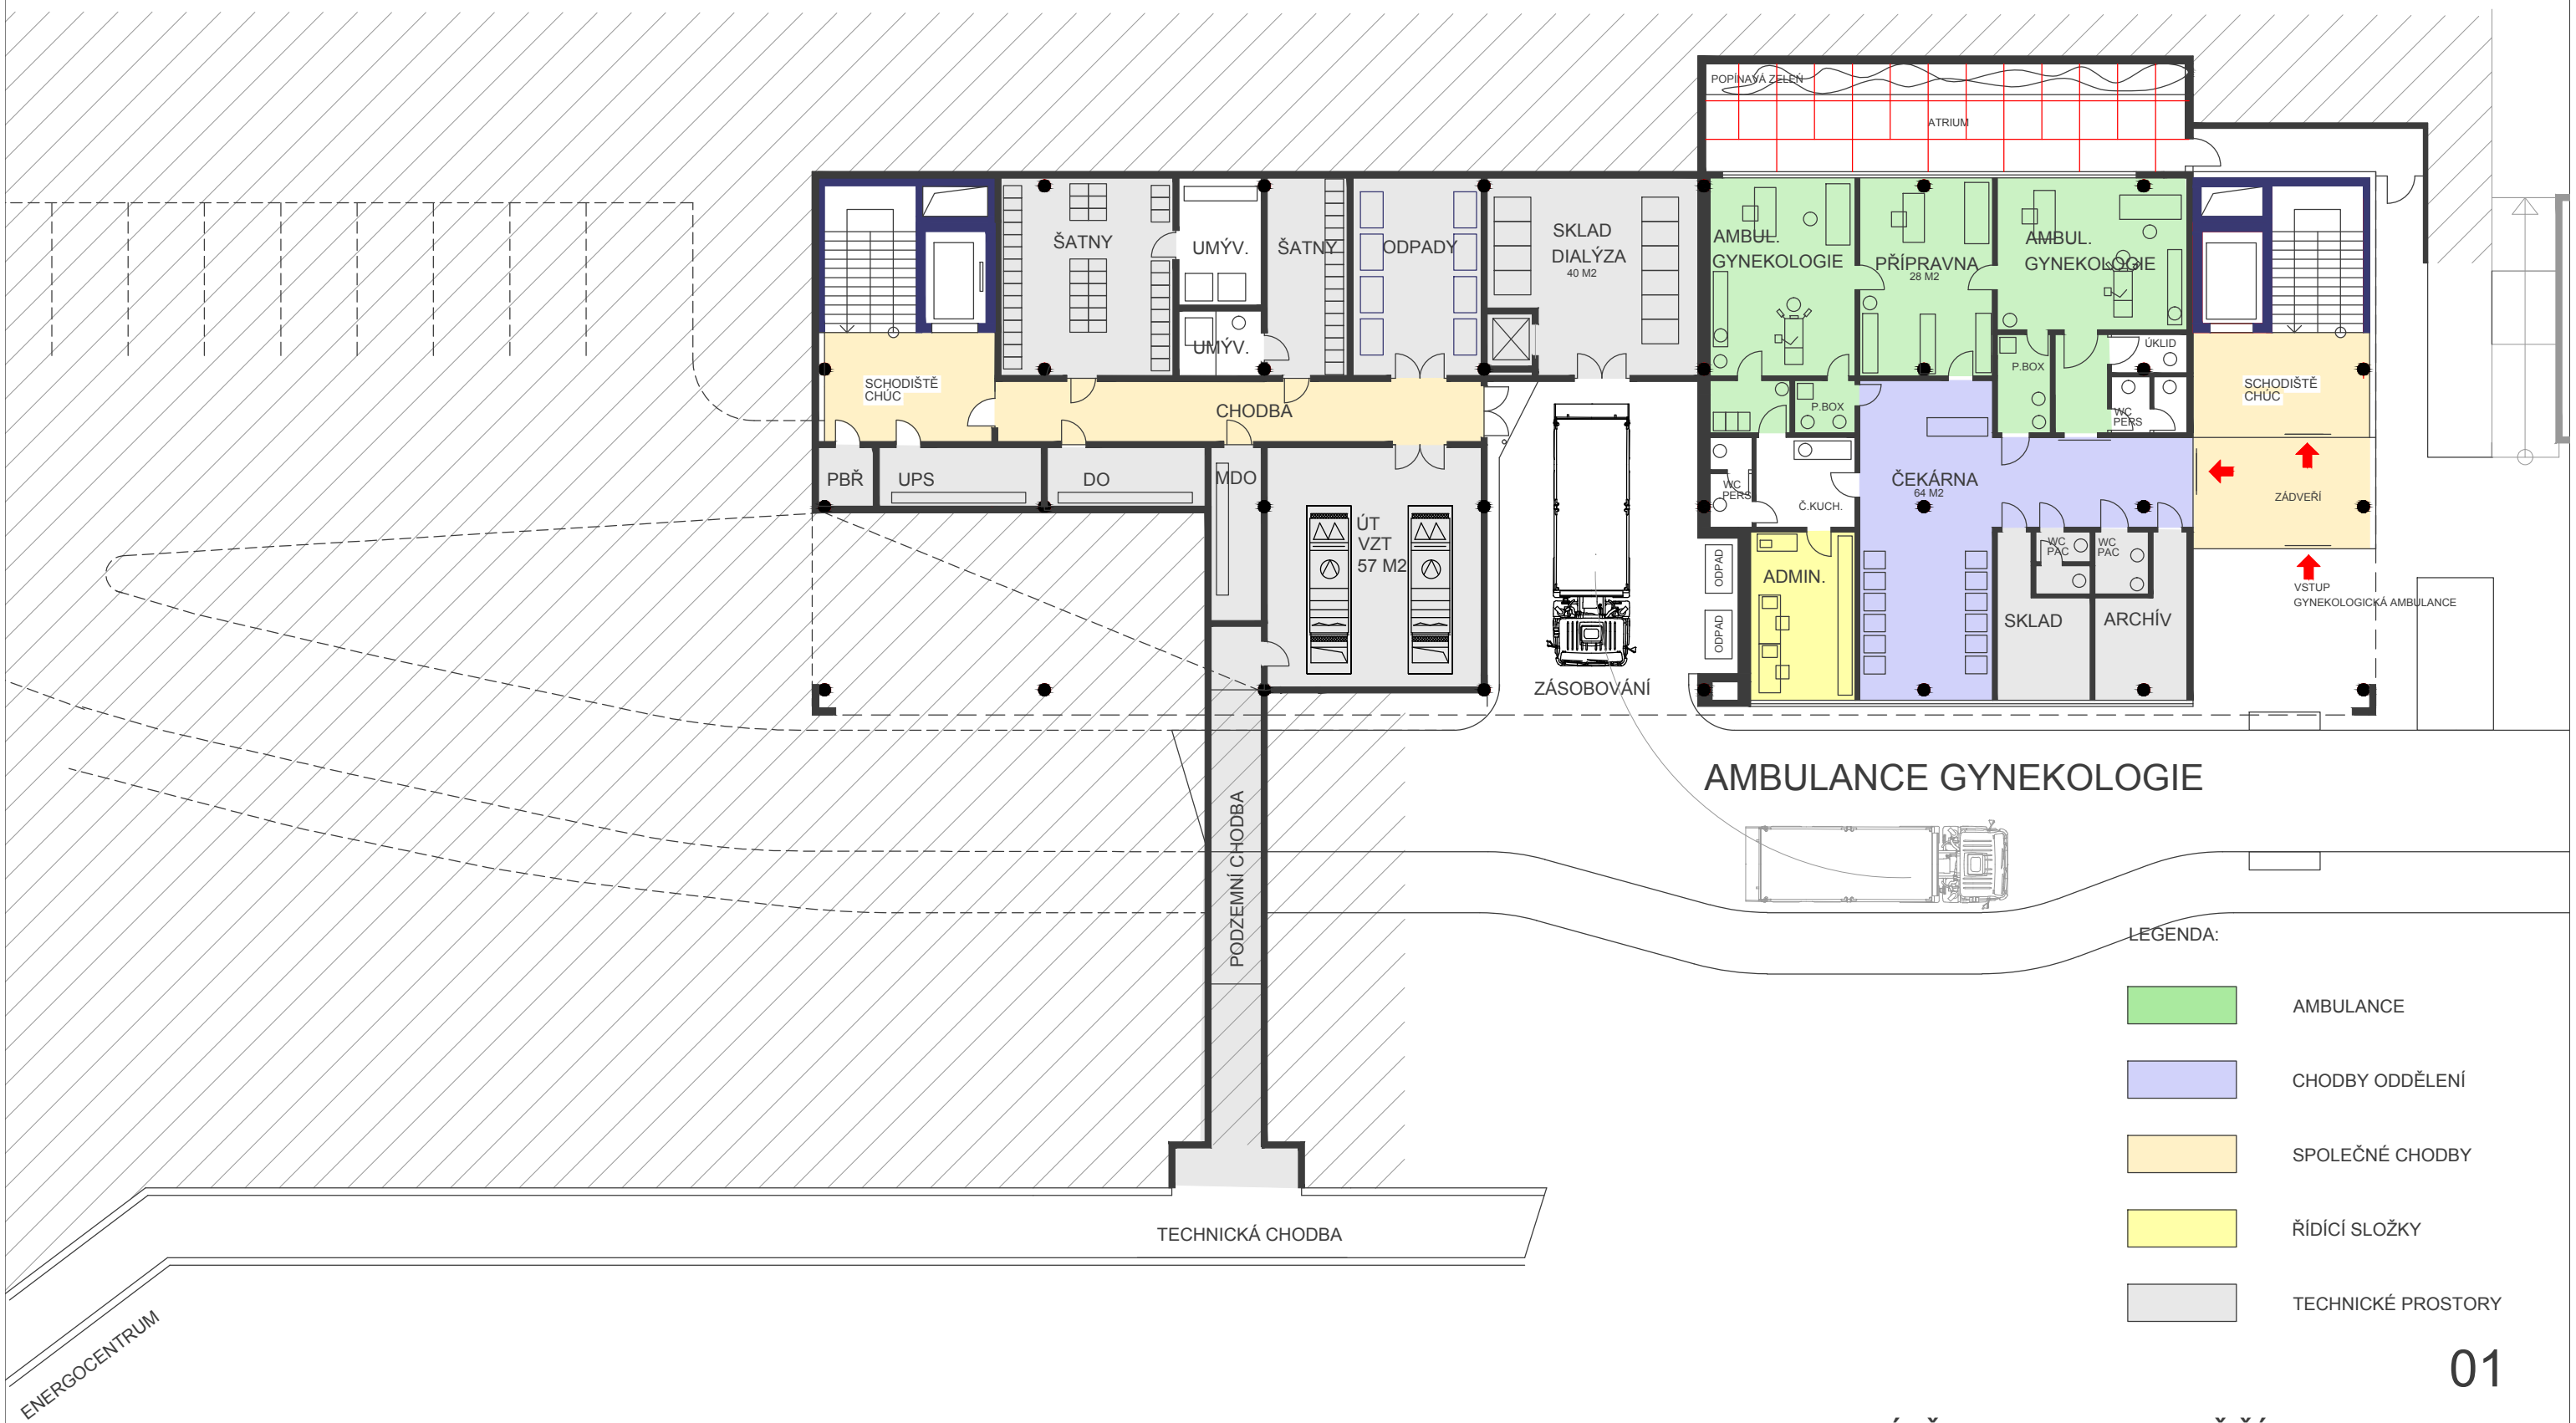 POPÍNAVÁ ZELEŇ
ATRIUM
ŠATNY
UMÝV.
ŠATNY
ODPADY
SKLAD
DIALÝZA
40 M2
AMBUL.
GYNEKOLOGIE
PŘÍPRAVNA
28 M2
AMBUL.
GYNEKOLOGIE
UMÝV.
ÚKLID
P.BOX
SCHODIŠTĚ
CHÚC
SCHODIŠTĚ
CHÚC
CHODBA
P.BOX
WC
PERS
PBŘ
UPS
DO
MDO
WC
PERS
Č.KUCH.
ČEKÁRNA
64 M2
ZÁDVEŘÍ
ÚT
VZT
57 M2
ODPAD
ODPAD
ADMIN.
WC
PAC
WC
PAC
SKLAD
ARCHÍV
VSTUP
GYNEKOLOGICKÁ AMBULANCE
ZÁSOBOVÁNÍ
AMBULANCE GYNEKOLOGIE
PODZEMNÍ CHODBA
LEGENDA:
AMBULANCE
CHODBY ODDĚLENÍ
SPOLEČNÉ CHODBY
ŘÍDÍCÍ SLOŽKY
TECHNICKÉ PROSTORY
TECHNICKÁ CHODBA
ENERGOCENTRUM
01